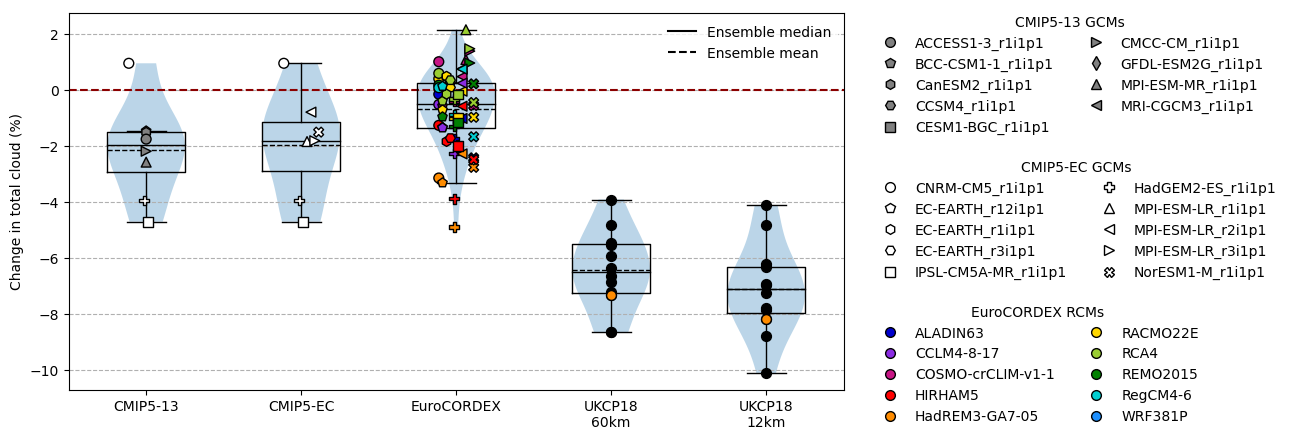 Change in total cloud (%)
2
0
−2
−4
−6
−8
−10
Ensemble median
Ensemble mean
CMIP5-13
CMIP5-EC
EuroCORDEX
UKCP18
60km
UKCP18
12km
CMIP5-13 GCMs
ACCESS1-3_r1i1p1
BCC-CSM1-1_r1i1p1
CanESM2_r1i1p1
CCSM4_r1i1p1
CESM1-BGC_r1i1p1
CMCC-CM_r1i1p1
GFDL-ESM2G_r1i1p1
MPI-ESM-MR_r1i1p1
MRI-CGCM3_r1i1p1
CMIP5-EC GCMs
CNRM-CM5_r1i1p1
EC-EARTH_r12i1p1
EC-EARTH_r1i1p1
EC-EARTH_r3i1p1
IPSL-CM5A-MR_r1i1p1
HadGEM2-ES_r1i1p1
MPI-ESM-LR_r1i1p1
MPI-ESM-LR_r2i1p1
MPI-ESM-LR_r3i1p1
NorESM1-M_r1i1p1
EuroCORDEX RCMs
ALADIN63
CCLM4-8-17
COSMO-crCLIM-v1-1
HIRHAM5
HadREM3-GA7-05
RACMO22E
RCA4
REMO2015
RegCM4-6
WRF381P